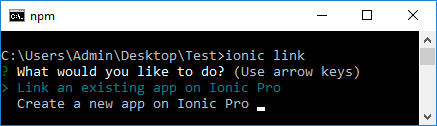 npm
C:\Users\Admin\Desktop\Test>ionic link
? What would you like to do? (Use arrow keys)
> Link an existing app on Ionic Pro
Create a new app on Ionic Pro